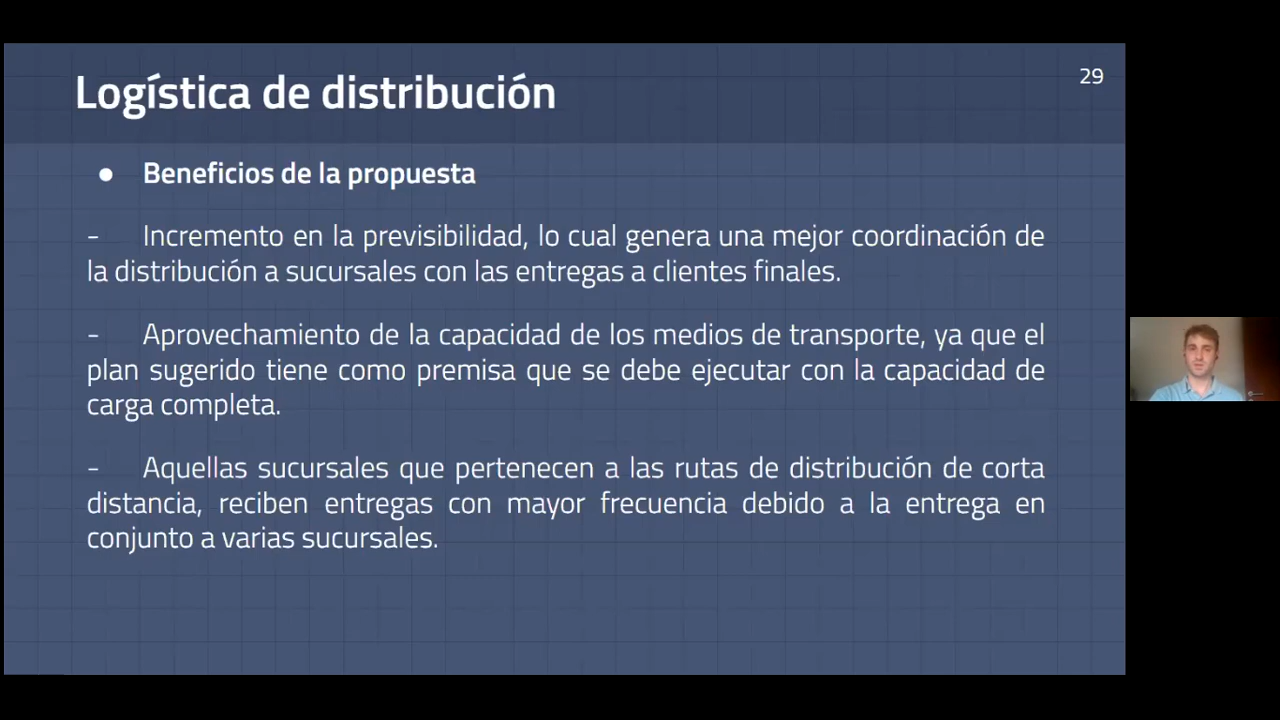 Logística de distribución
29
● Beneficios de la propuesta
- Incremento en la previsibilidad, lo cual genera una mejor coordinación de
la distribución a sucursales con las entregas a clientes finales.
- Aprovechamiento de la capacidad de los medios de transporte, ya que el
plan sugerido tiene como premisa que se debe ejecutar con la capacidad de
carga completa.
- Aquellas sucursales que pertenecen a las rutas de distribución de corta
distancia, reciben entregas con mayor frecuencia debido a la entrega en
conjunto a varias sucursales.